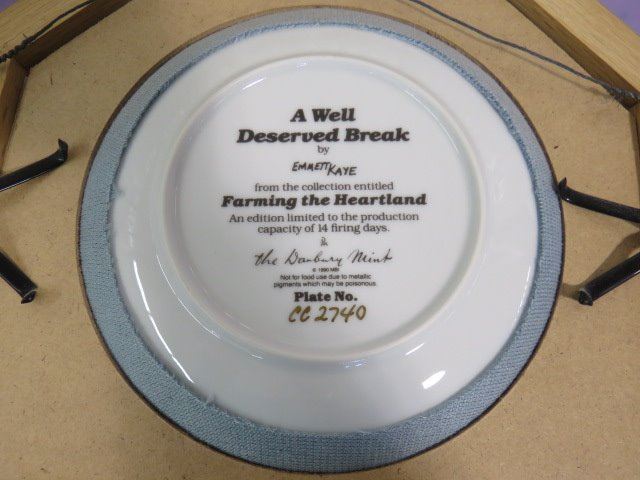 A Well
Deserved Break
by
EMMETT KAYE
from the collection entitled
Farming the Heartland
An edition limited to the production
capacity of 14 firing days.
the Danbury Mint
© 1990 MBI
Not for food use due to metallic
pigments which may be poisonous.
Plate No.
CC 2740